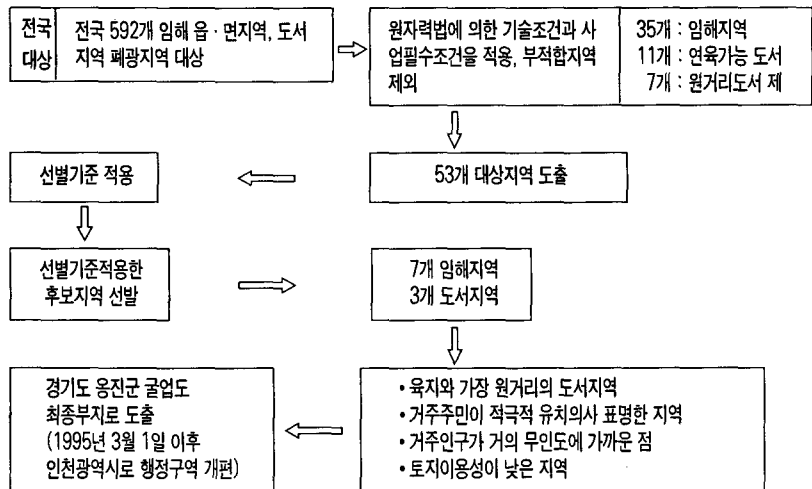 전국
대상
전국 592개 임해 읍·면지역, 도서
지역 폐광지역 대상
원자력법에 의한 기술조건과 사
업필수조건을 적용, 부적합지역
제외
35개 : 임해지역
11개 : 연육가능 도서
7개 : 원거리도서 제
53개 대상지역 도출
선별기준 적용
선별기준적용한
후보지역 선발
7개 임해지역
3개 도서지역
• 육지와 가장 원거리의 도서지역
• 거주주민이 적극적 유치의사 표명한 지역
• 거주인구가 거의 무인도에 가까운 점
• 토지이용성이 낮은 지역
경기도 옹진군 굴업도
최종부지로 도출
(1995년 3월 1일 이후
인천광역시로 행정구역 개편)